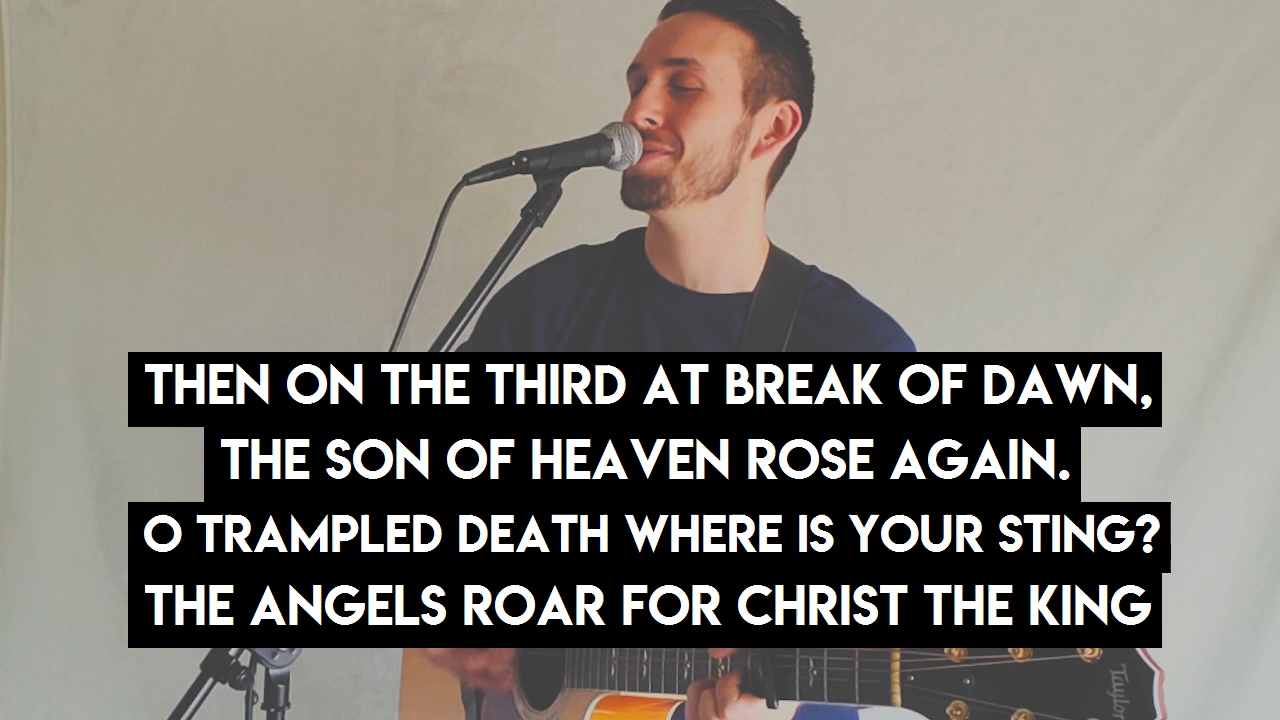 THEN ON THE THIRD AT BREAK OF DAWN,
THE SON OF HEAVEN ROSE AGAIN.
O TRAMPLED DEATH WHERE IS YOUR STING?
THE ANGELS ROAR FOR CHRIST THE KING
Taylor